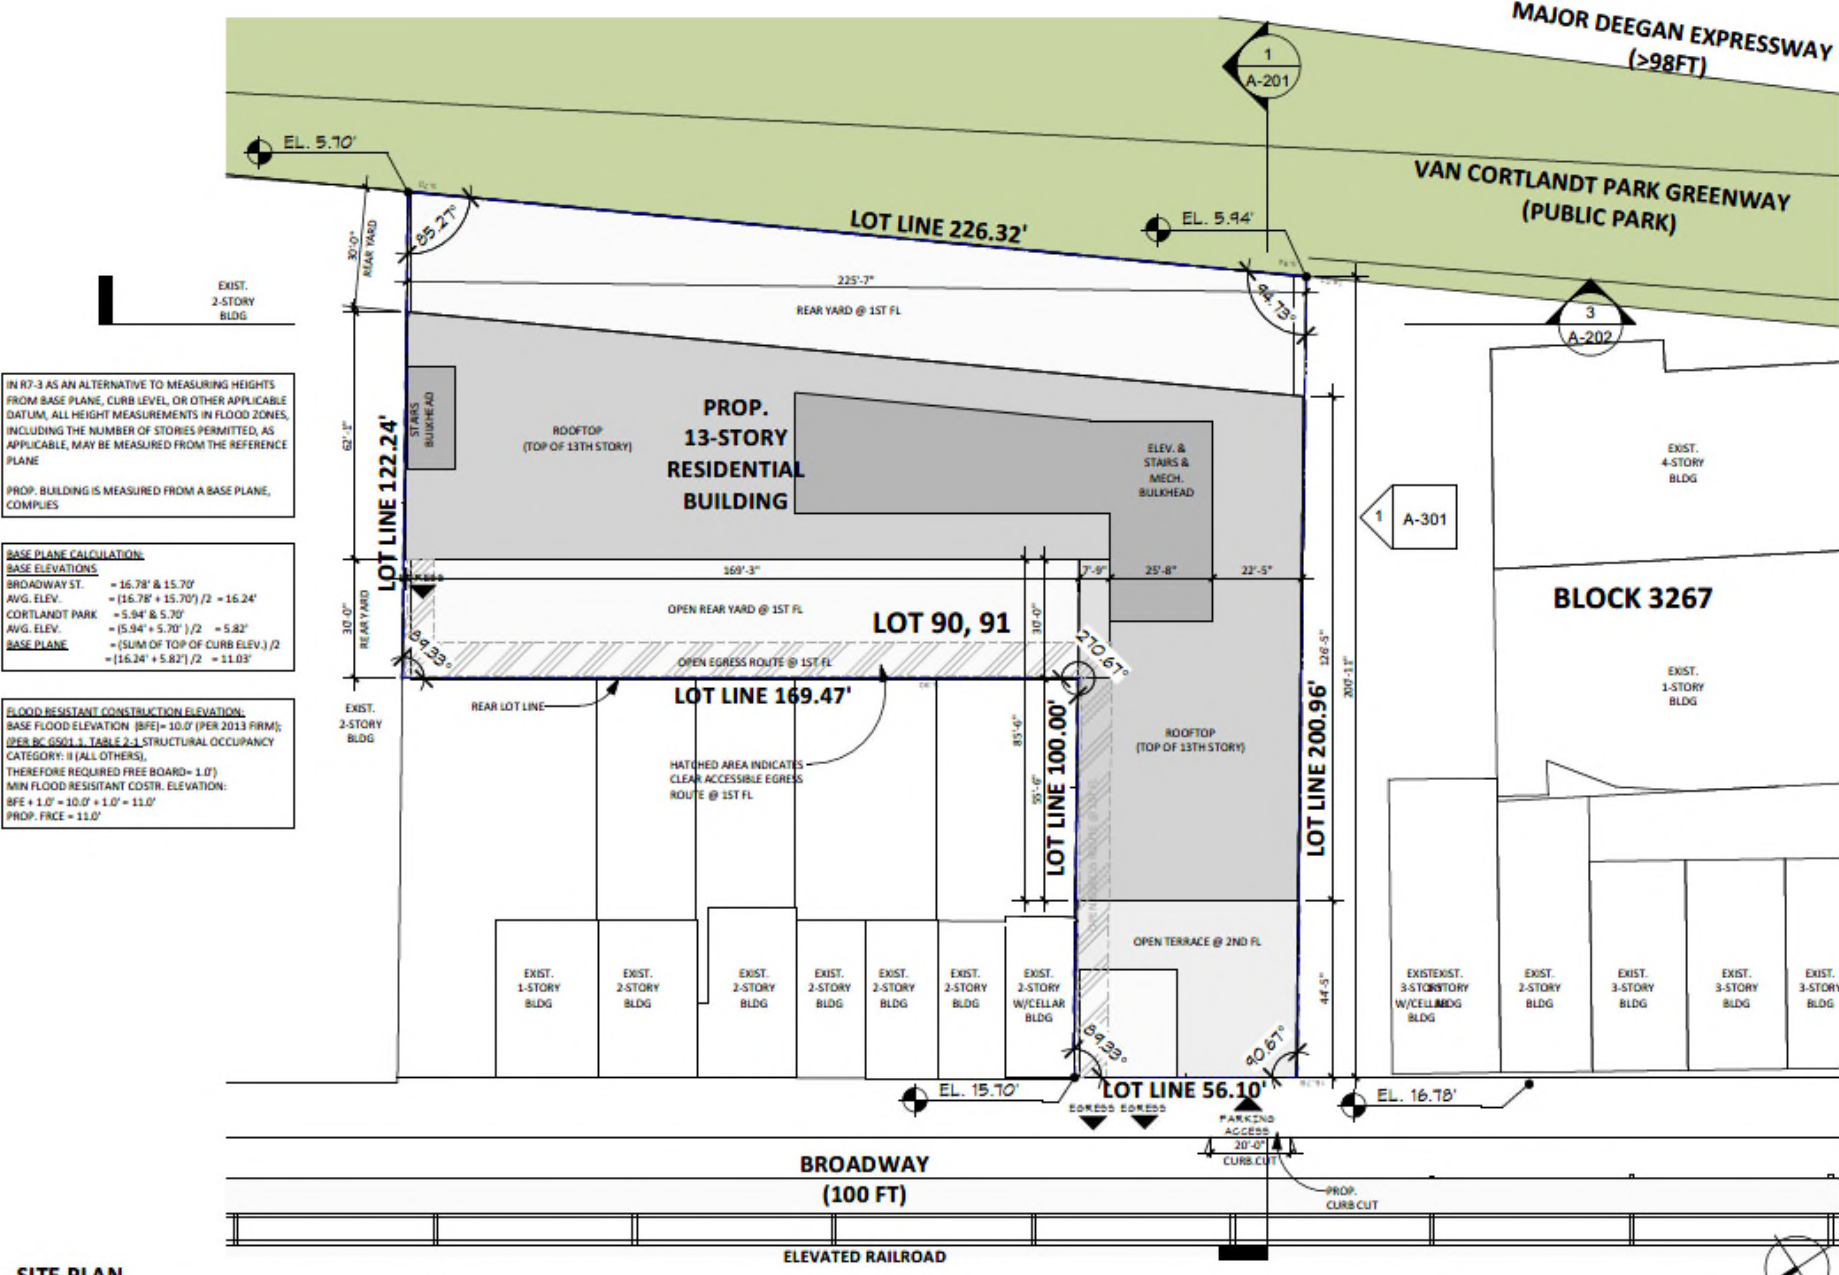 MAJOR DEEGAN EXPRESSWAY
(>98FT)
1
A-201
EL. 5.70'
VAN CORTLANDT PARK GREENWAY
(PUBLIC PARK)
LOT LINE 226.32'
EL. 5.94'
85.27°
94.73°
30'-0"
REAR YARD
225'-7"
REAR YARD @ 1ST FL
EXIST.
2-STORY
BLDG
3
A-202
IN R7-3 AS AN ALTERNATIVE TO MEASURING HEIGHTS
FROM BASE PLANE, CURB LEVEL, OR OTHER APPLICABLE
DATUM, ALL HEIGHT MEASUREMENTS IN FLOOD ZONES,
INCLUDING THE NUMBER OF STORIES PERMITTED, AS
APPLICABLE, MAY BE MEASURED FROM THE REFERENCE
PLANE
PROP. BUILDING IS MEASURED FROM A BASE PLANE,
COMPLIES
62'-1"
LOT LINE 122.24'
STAIRS
BULKHEAD
ROOFTOP
(TOP OF 13TH STORY)
PROP.
13-STORY
RESIDENTIAL
BUILDING
ELEV. &
STAIRS &
MECH.
BULKHEAD
EXIST.
4-STORY
BLDG
1
A-301
BASE PLANE CALCULATION:
BASE ELEVATIONS
BROADWAY ST. = 16.78' & 15.70'
AVG. ELEV. = (16.78' + 15.70') /2 = 16.24'
CORTLANDT PARK = 5.94' & 5.70'
AVG. ELEV. = (5.94' + 5.70' ) /2 = 5.82'
BASE PLANE = (SUM OF TOP OF CURB ELEV.) /2
= (16.24' + 5.82') /2 = 11.03'
169'-3"
7'-9"
25'-8"
22'-5"
30'-0"
REAR YARD
OPEN REAR YARD @ 1ST FL
LOT 90, 91
30'-0"
BLOCK 3267
89.33°
OPEN EGRESS ROUTE @ 1ST FL
270.67°
126'-5"
200'-11"
EXIST.
1-STORY
BLDG
REAR LOT LINE
LOT LINE 169.47'
FLOOD RESISTANT CONSTRUCTION ELEVATION:
BASE FLOOD ELEVATION (BFE)= 10.0' (PER 2013 FIRM);
(PER BC G501.1, TABLE 2-1 STRUCTURAL OCCUPANCY
CATEGORY: II (ALL OTHERS),
THEREFORE REQUIRED FREE BOARD= 1.0')
MIN FLOOD RESISITANT COSTR. ELEVATION:
BFE + 1.0' = 10.0' + 1.0' = 11.0'
PROP. FRCE = 11.0'
EXIST.
2-STORY
BLDG
85'-6"
55'-6"
LOT LINE 100.00'
ROOFTOP
(TOP OF 13TH STORY)
LOT LINE 200.96'
HATCHED AREA INDICATES
CLEAR ACCESSIBLE EGRESS
ROUTE @ 1ST FL
OPEN TERRACE @ 2ND FL
44'-5"
EXIST.
1-STORY
BLDG
EXIST.
2-STORY
BLDG
EXIST.
2-STORY
BLDG
EXIST.
2-STORY
BLDG
EXIST.
2-STORY
BLDG
EXIST.
2-STORY
BLDG
EXIST.
2-STORY
W/CELLAR
BLDG
EXIST.
2-STORY
BLDG
EXIST.
3-STORY
BLDG
EXIST.
3-STORY
BLDG
EXIST.
3-STORY
BLDG
89.33°
90.67°
EL. 15.70'
LOT LINE 56.10'
EL. 16.78'
EGRESS EGRESS
PARKING
ACCESS
20'-0"
CURB CUT
PROP.
CURB CUT
BROADWAY
(100 FT)
ELEVATED RAILROAD
SITE PLAN